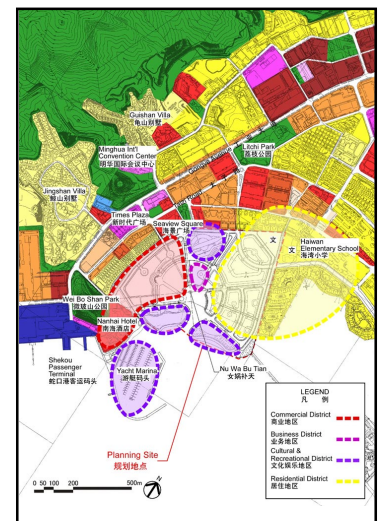 Guishan Villa
龟山别墅
Minghua Int'l
Convention Center
明华国际会议中心
Litchi Park
荔枝公园
Jingshan Villa
鲸山别墅
Times Plaza
新时代广场
Seaview Square
海景广场
文
文
Haiwan
Elementary School
海湾小学
Wei Bo Shan Park
微玻山公园
Nanhai Hotel
南海酒店
Shekou
Passenger
Terminal
蛇口港客运码头
Yacht Marina
游艇码头
Nu Wa Bu Tian
女娲补天
Planning Site
规划地点
0 50 100 200 500m
LEGEND
凡 例
Commercial District
商业地区
Business District
业务地区
Cultural &
Recreational District
文化娱乐地区
Residential District
居住地区